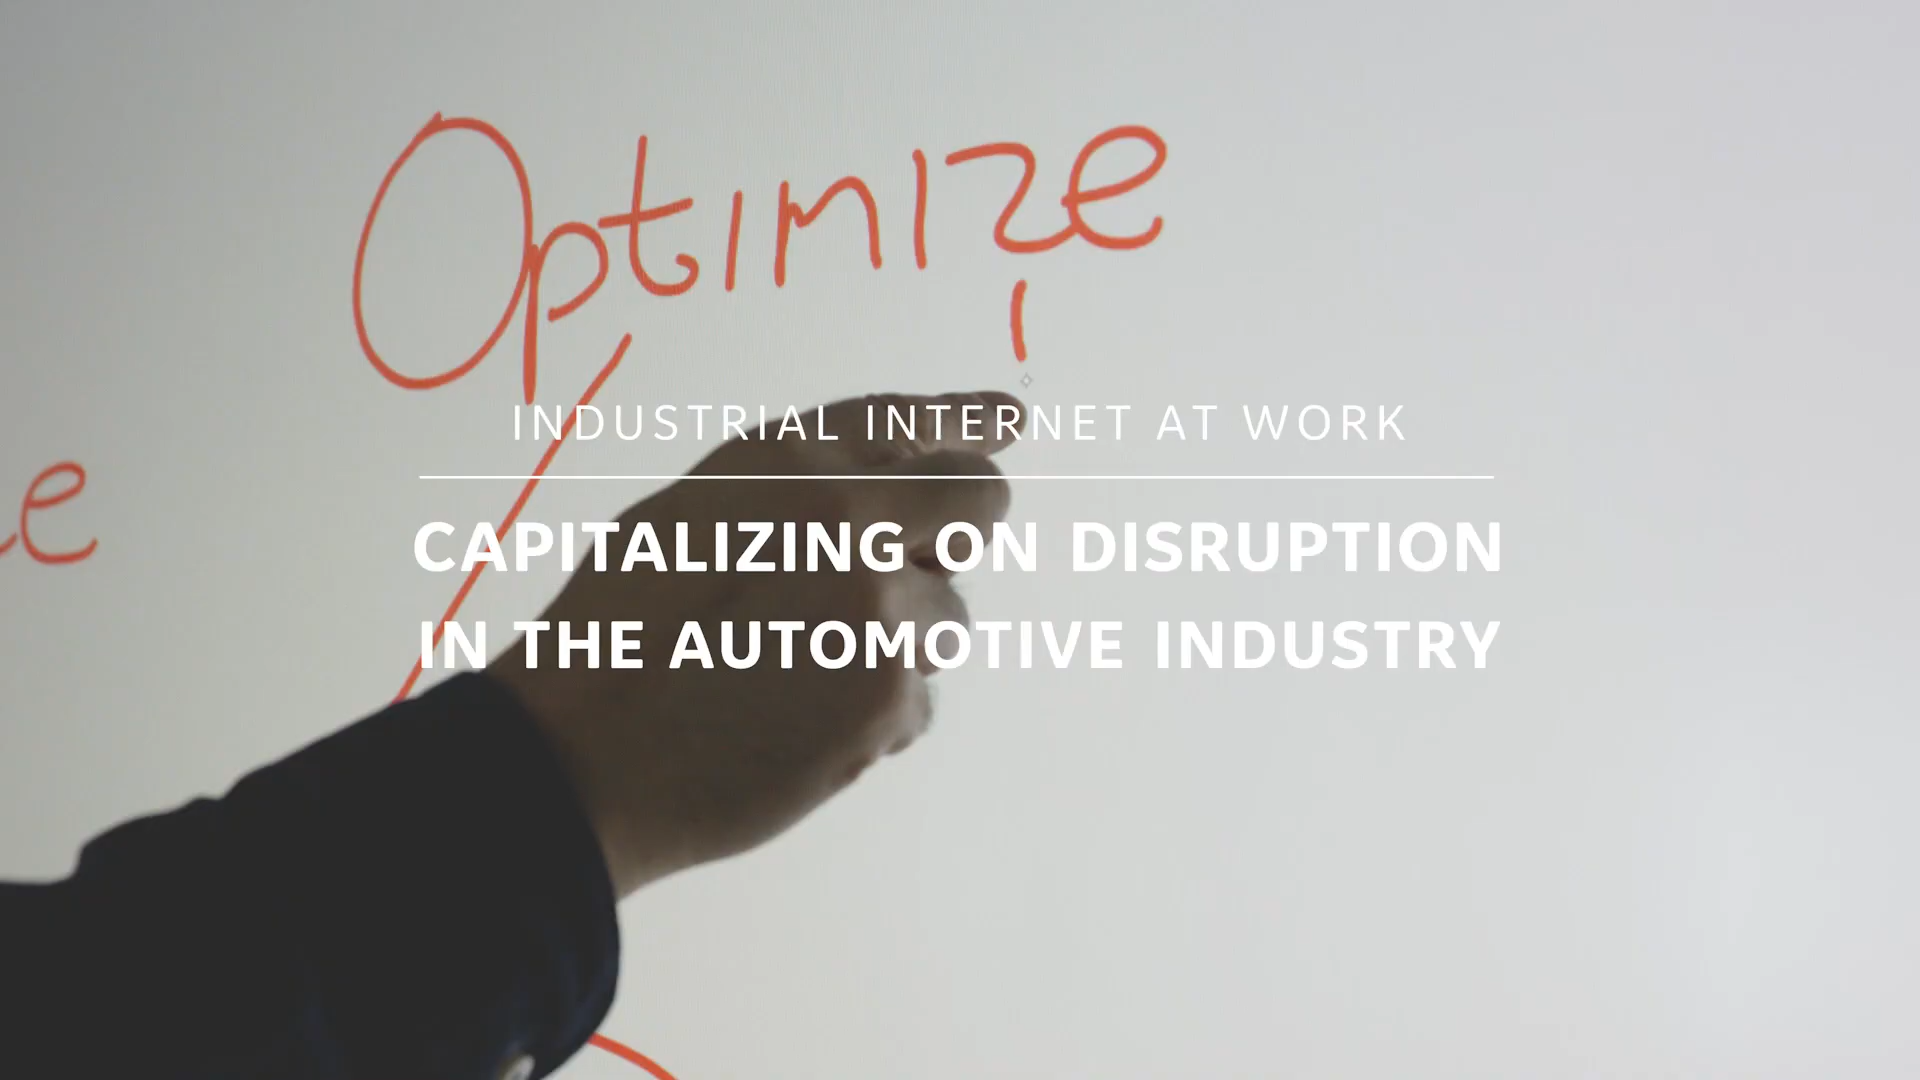 Optimize
e
INDUSTRIAL INTERNET AT WORK
CAPITALIZING ON DISRUPTION
IN THE AUTOMOTIVE INDUSTRY